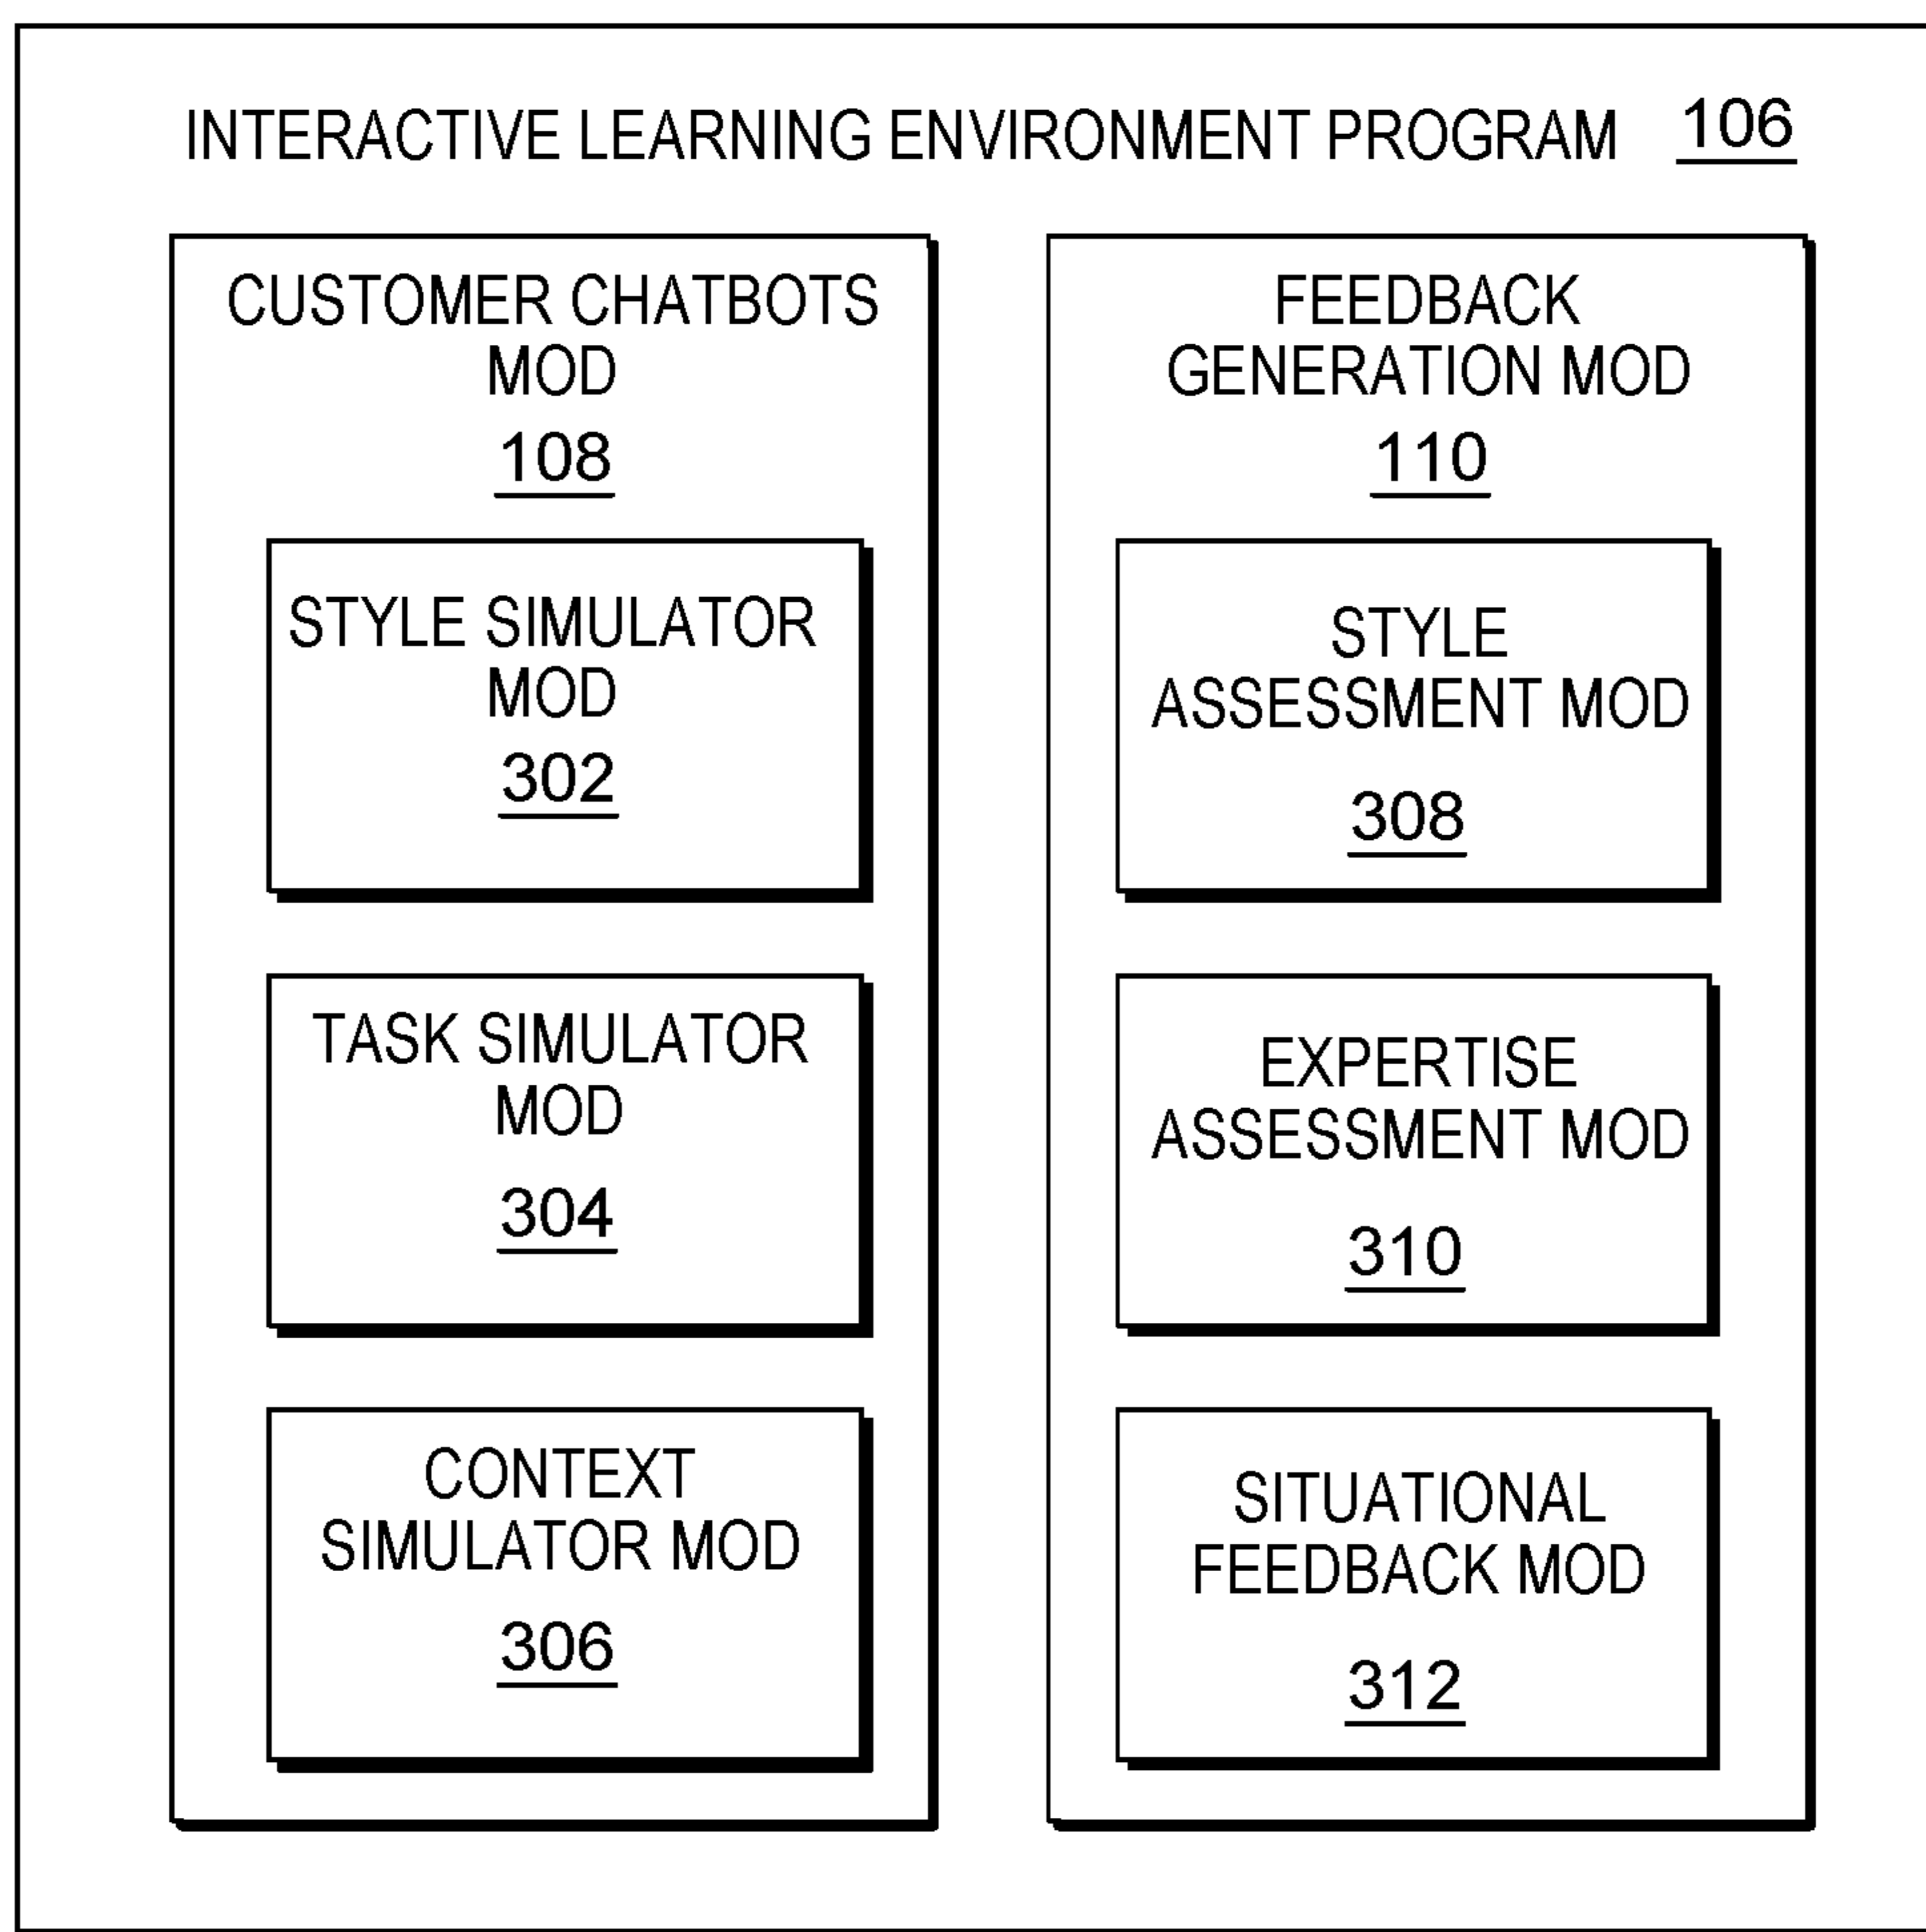 INTERACTIVE LEARNING ENVIRONMENT PROGRAM 106
CUSTOMER CHATBOTS
MOD
108
STYLE SIMULATOR
MOD
302
TASK SIMULATOR
MOD
304
CONTEXT
SIMULATOR MOD
306
FEEDBACK
GENERATION MOD
110
STYLE
ASSESSMENT MOD
308
EXPERTISE
ASSESSMENT MOD
310
SITUATIONAL
FEEDBACK MOD
312